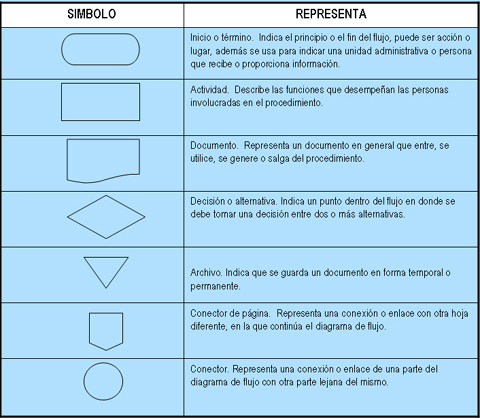 SIMBOLO
REPRESENTA
Inicio o término. Indica el principio o el fin del flujo, puede ser acción o
lugar, además se usa para indicar una unidad administrativa o persona
que recibe o proporciona información.
Actividad. Describe las funciones que desempeñan las personas
involucradas en el procedimiento.
Documento. Representa un documento en general que entre, se
utilice, se genere o salga del procedimiento.
Decisión o alternativa. Indica un punto dentro del flujo en donde se
debe tomar una decisión entre dos o más alternativas.
Archivo. Indica que se guarda un documento en forma temporal o
permanente.
Conector de página. Representa una conexión o enlace con otra hoja
diferente, en la que continúa el diagrama de flujo.
Conector. Representa una conexión o enlace de una parte del
diagrama de flujo con otra parte lejana del mismo.